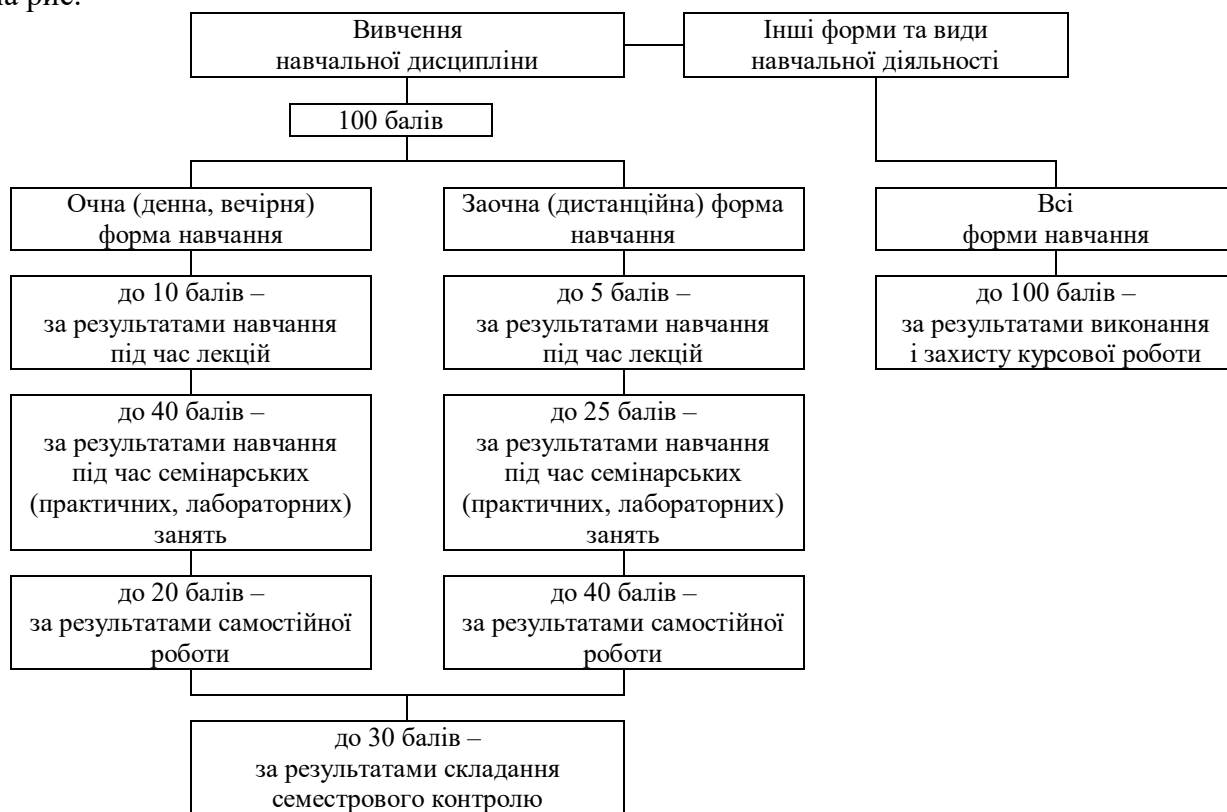 на рис.
Вивчення
навчальної дисципліни
Інші форми та види
навчальної діяльності
100 балів
Очна (денна, вечірня)
форма навчання
Заочна (дистанційна) форма
навчання
Всі
форми навчання
до 10 балів –
за результатами навчання
під час лекцій
до 5 балів –
за результатами навчання
під час лекцій
до 100 балів –
за результатами виконання
і захисту курсової роботи
до 40 балів –
за результатами навчання
під час семінарських
(практичних, лабораторних)
занять
до 25 балів –
за результатами навчання
під час семінарських
(практичних, лабораторних)
занять
до 20 балів –
за результатами самостійної
роботи
до 40 балів –
за результатами самостійної
роботи
до 30 балів –
за результатами складання
семестрового контролю